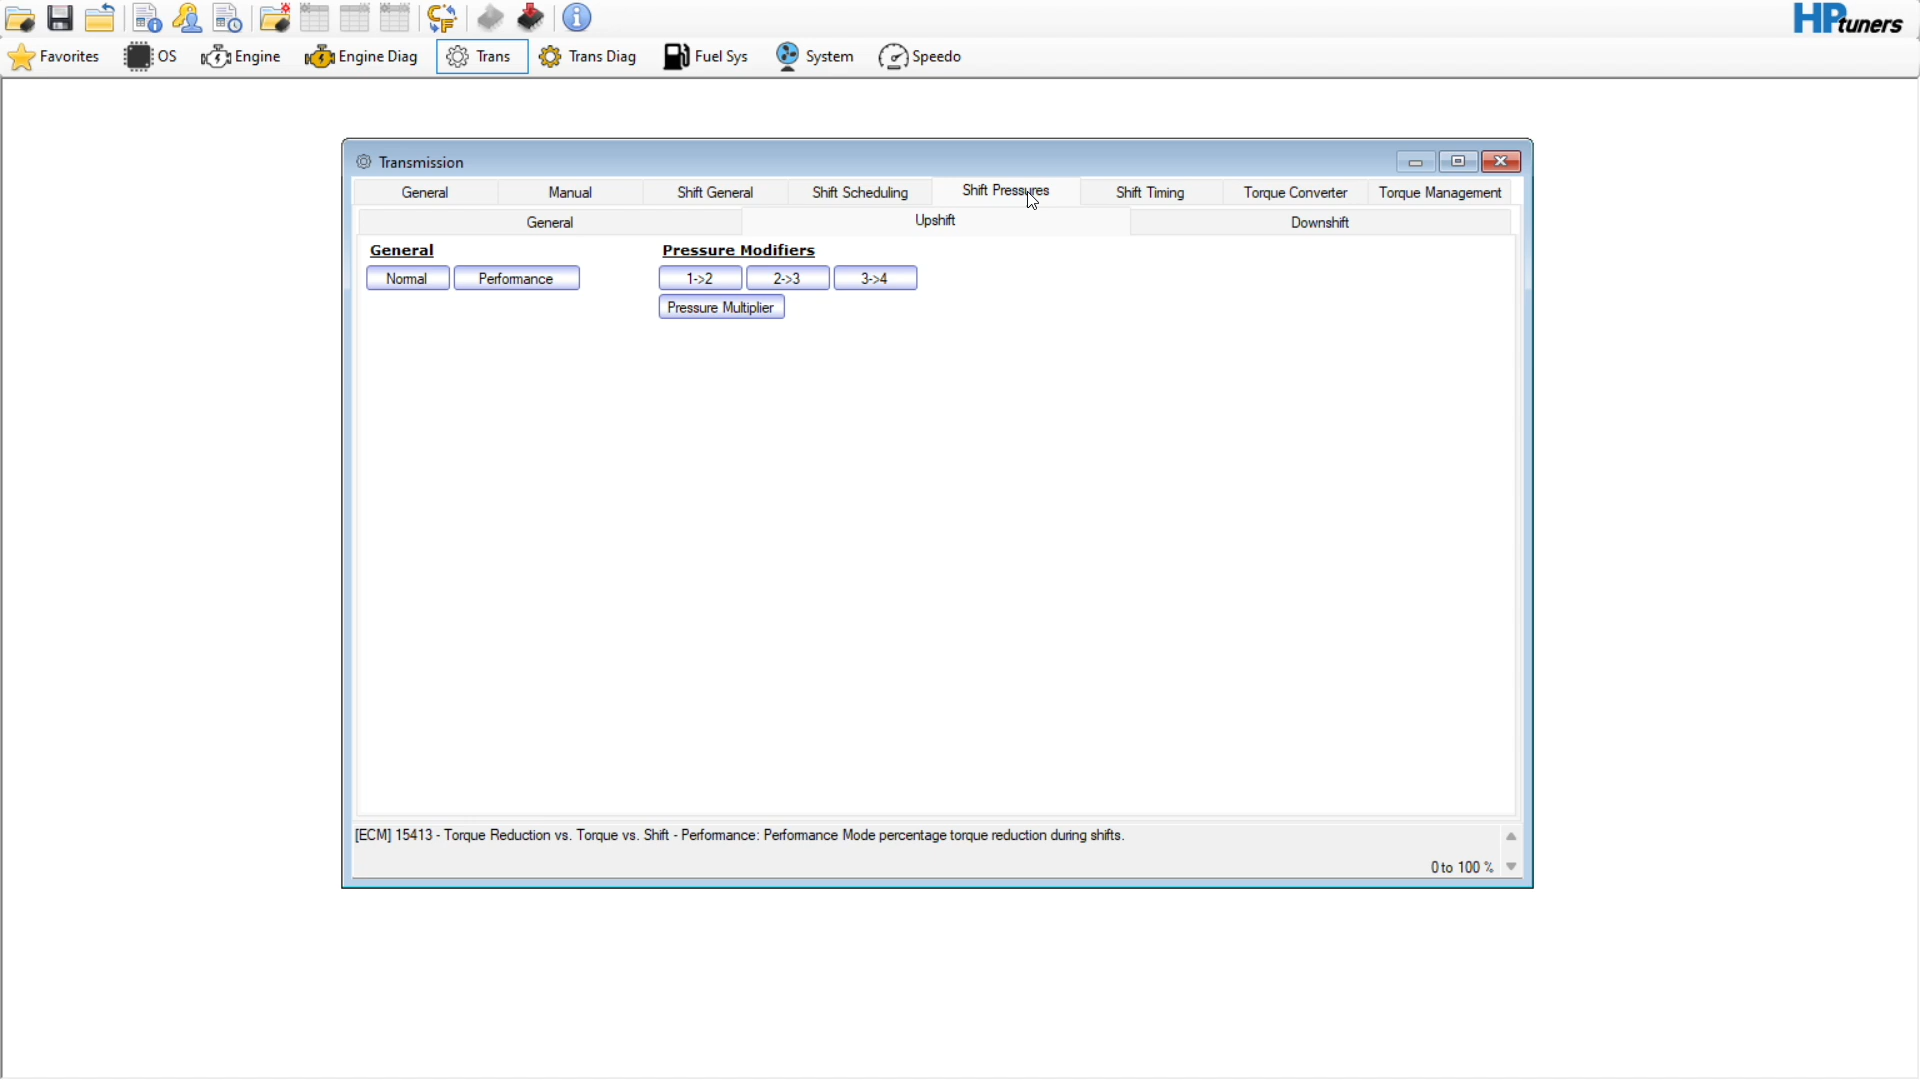 HPtuners
Favorites OS Engine Engine Diag Trans Trans Diag Fuel Sys System Speedo
Transmission
General Manual Shift General Shift Scheduling Shift Pressures Shift Timing Torque Converter Torque Management
General Upshift Downshift
General Pressure Modifiers
Normal Performance 1->2 2->3 3->4
Pressure Multiplier
[ECM] 15413 - Torque Reduction vs. Torque vs. Shift - Performance: Performance Mode percentage torque reduction during shifts.
0 to 100 %